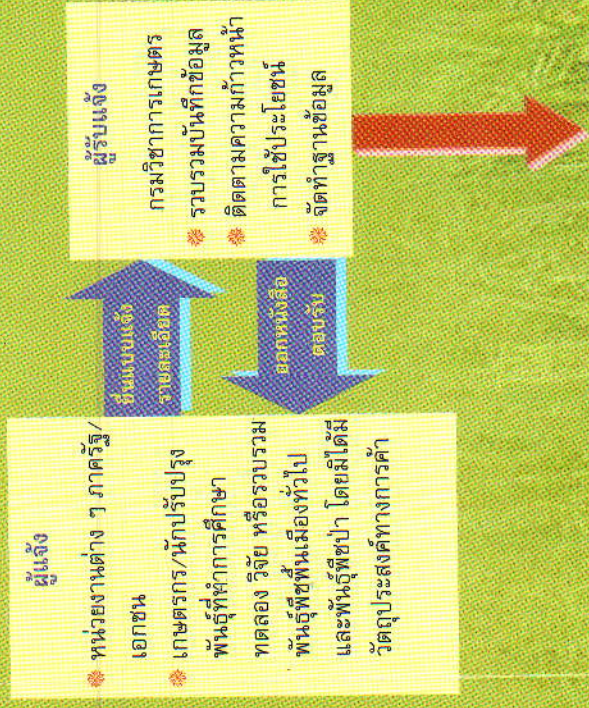 ผู้แจ้ง
หน่วยงานต่าง ๆ ภาครัฐ/
เอกชน
เกษตรกร/นักปรับปรุง
พันธุ์ที่ทำการศึกษา
ทดลอง วิจัย หรือรวบรวม
พันธุ์พืชพื้นเมืองทั่วไป
และพันธุ์พืชป่า โดยมิได้มี
วัตถุประสงค์ทางการค้า
ยื่นแบบแจ้ง
รายละเอียด
ออกหนังสือ
ตอบรับ
ผู้รับแจ้ง
กรมวิชาการเกษตร
รวบรวมบันทึกข้อมูล
ติดตามความก้าวหน้า
การใช้ประโยชน์
จัดทำฐานข้อมูล